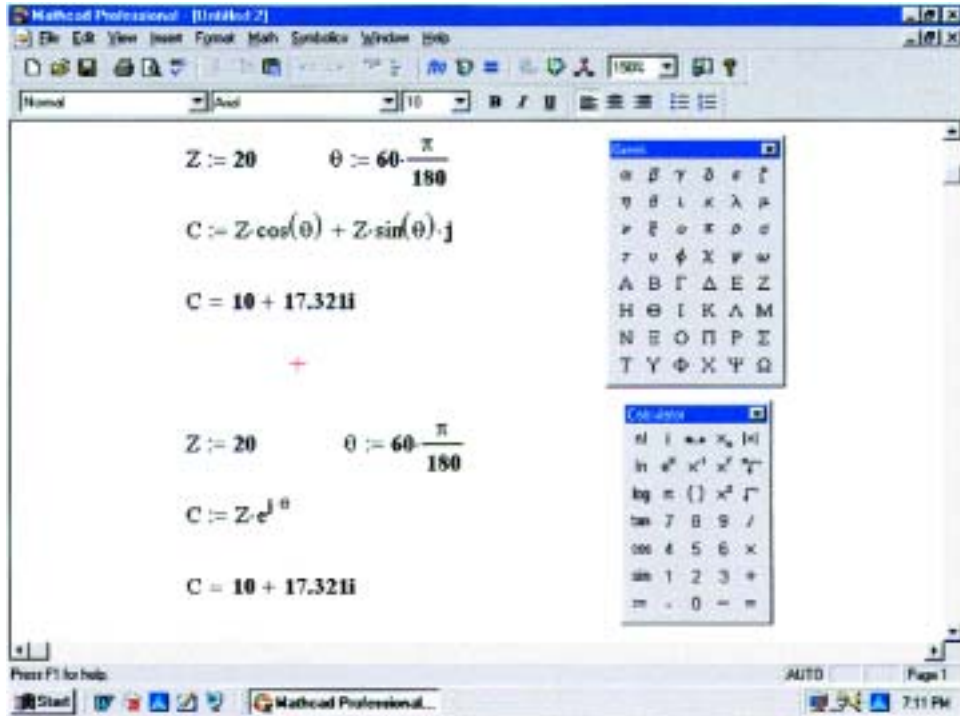 Mathcad Professional - [Untitled:2]
File Edit View Insert Format Math Symbolics Window Help
150%
Normal Arial 10 B I U
Z := 20 θ := 60·π/180
C := Z·cos(θ) + Z·sin(θ)·j
C = 10 + 17.321i
+
Z := 20 θ := 60·π/180
C := Z·e^j·θ
C = 10 + 17.321i
Greek
α β γ δ ε ζ
η θ ι κ λ μ
ν ξ ο π ρ σ
τ υ φ χ ψ ω
Α Β Γ Δ Ε Ζ
Η Θ Ι Κ Λ Μ
Ν Ξ Ο Π Ρ Σ
Τ Υ Φ Χ Ψ Ω
Calculator
n! i |x|
ln e^x x^-1 x^y
log π () x^2 √
tan 7 8 9 /
cos 4 5 6 ×
sin 1 2 3 +
:= . 0 − =
Press F1 for help. AUTO Page 1
Start Mathcad Professional... 7:11 PM